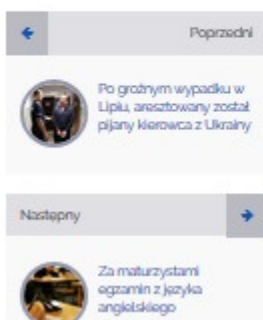 Poprzedni
Po groźnym wypadku w
Lipiu, aresztowany został
pijany kierowca z Ukrainy
Następny
Za maturzystami
egzamin z języka
angielskiego